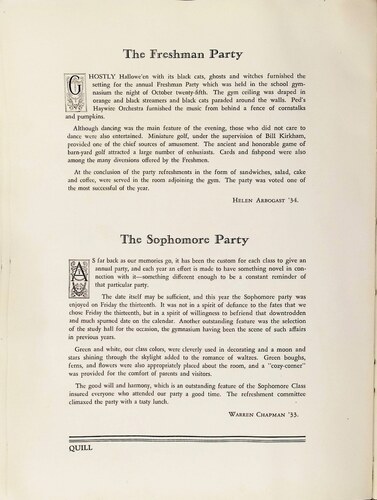 The Freshman Party
GHOSTLY Hallowe'en with its black cats, ghosts and witches furnished the
setting for the annual Freshman Party which was held in the school gym-
nasium the night of October twenty-fifth. The gym ceiling was draped in
orange and black streamers and black cats paraded around the walls. Ped's
Haywire Orchestra furnished the music from behind a fence of cornstalks
and pumpkins.
Although dancing was the main feature of the evening, those who did not care to
dance were also entertained. Miniature golf, under the supervision of Bill Kirkham,
provided one of the chief sources of amusement. The ancient and honorable game of
barn-yard golf attracted a large number of enthusiasts. Cards and fishpond were also
among the many diversions offered by the Freshmen.
At the conclusion of the party refreshments in the form of sandwiches, salad, cake
and coffee, were served in the room adjoining the gym. The party was voted one of
the most successful of the year.
HELEN ARBOGAST '34.
The Sophomore Party
AS far back as our memories go, it has been the custom for each class to give an
annual party, and each year an effort is made to have something novel in con-
nection with it—something different enough to be a constant reminder of
that particular party.
The date itself may be sufficient, and this year the Sophomore party was
enjoyed on Friday the thirteenth. It was not in a spirit of defiance to the fates that we
chose Friday the thirteenth, but in a spirit of willingness to befriend that downtrodden
and much spurned date on the calendar. Another outstanding feature was the selection
of the study hall for the occasion, the gymnasium having been the scene of such affairs
in previous years.
Green and white, our class colors, were cleverly used in decorating and a moon and
stars shining through the skylight added to the romance of waltzes. Green boughs,
ferns, and flowers were also appropriately placed about the room, and a "cozy-corner"
was provided for the comfort of parents and visitors.
The good will and harmony, which is an outstanding feature of the Sophomore Class
insured everyone who attended our party a good time. The refreshment committee
climaxed the party with a tasty lunch.
WARREN CHAPMAN '33.
QUILL